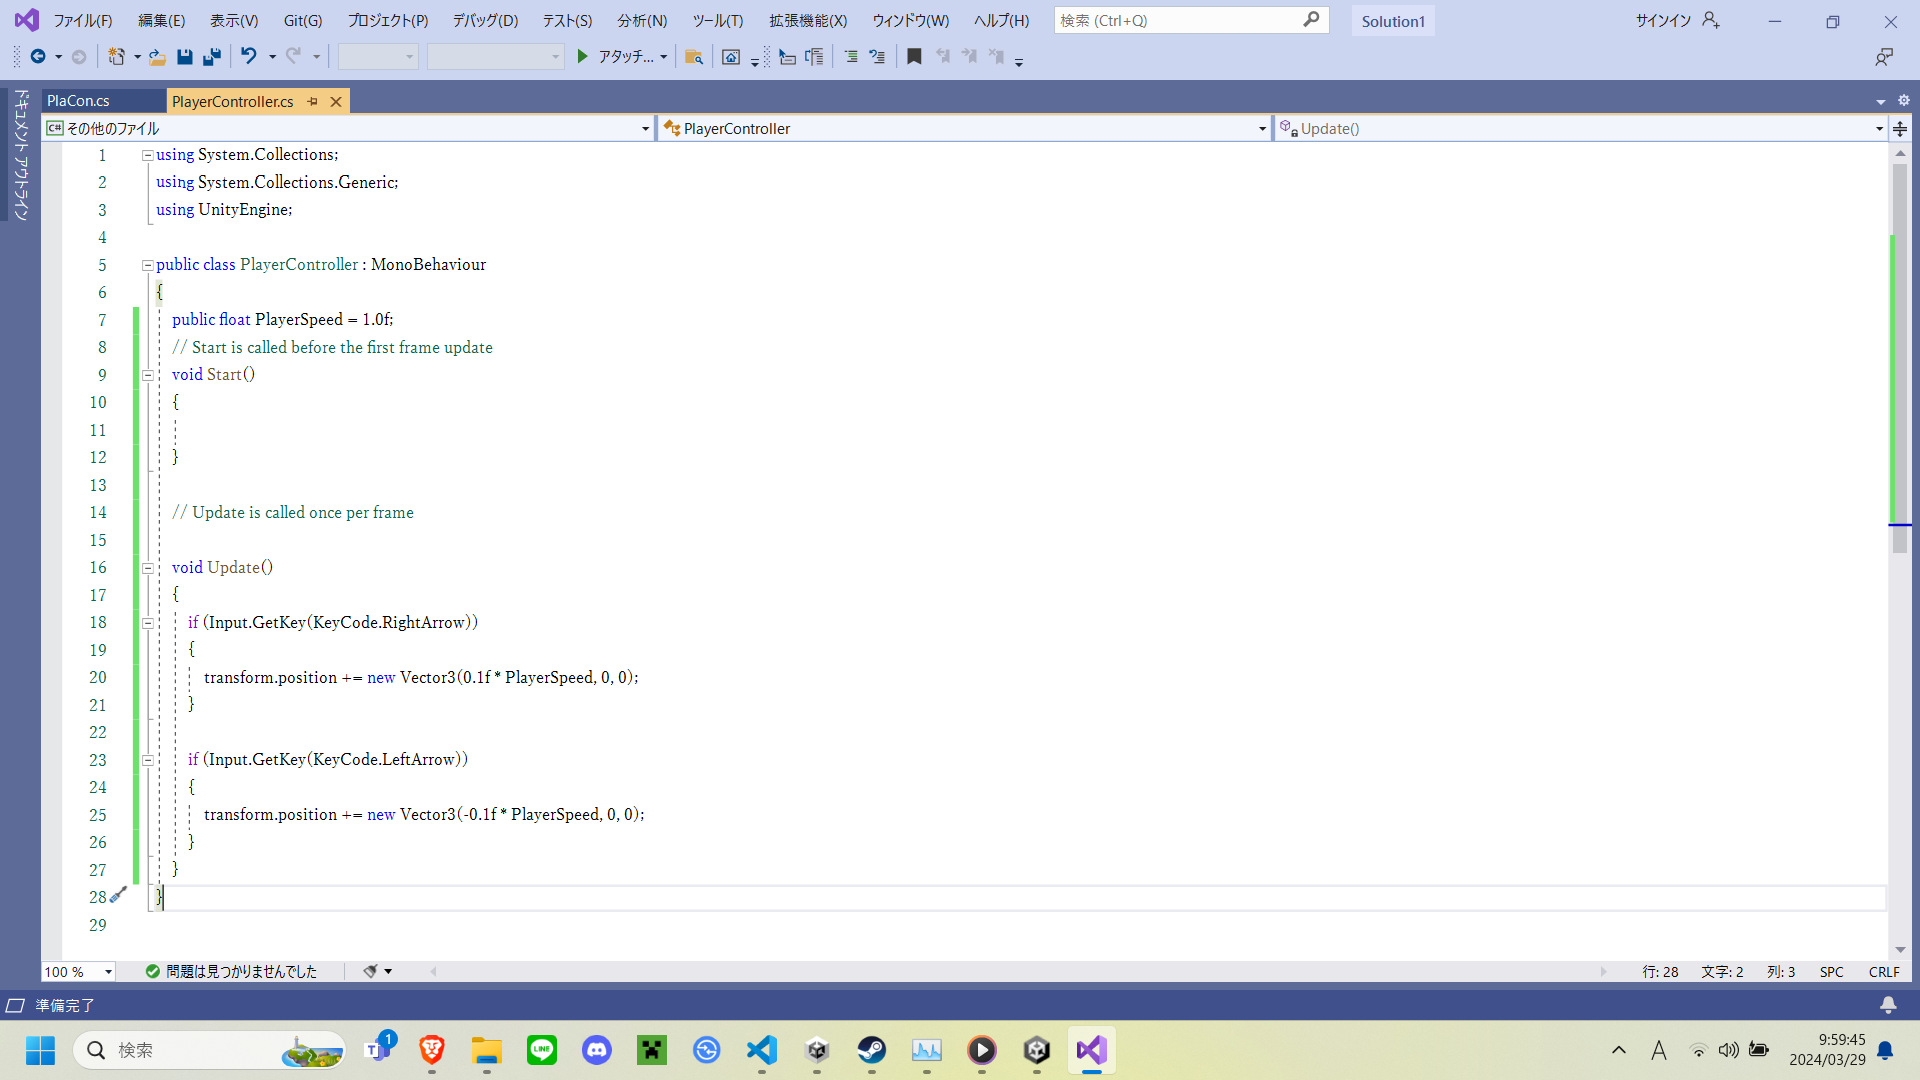 ファイル(F) 編集(E) 表示(V) Git(G) プロジェクト(P) デバッグ(D) テスト(S) 分析(N) ツール(T) 拡張機能(X) ウィンドウ(W) ヘルプ(H) 検索 (Ctrl+Q) Solution1 サインイン
アタッチ...
ドキュメント アウトライン
PlaCon.cs PlayerController.cs
C# その他のファイル PlayerController Update()
1 using System.Collections;
2 using System.Collections.Generic;
3 using UnityEngine;
4
5 public class PlayerController : MonoBehaviour
6 {
7 public float PlayerSpeed = 1.0f;
8 // Start is called before the first frame update
9 void Start()
10 {
11
12 }
13
14 // Update is called once per frame
15
16 void Update()
17 {
18 if (Input.GetKey(KeyCode.RightArrow))
19 {
20 transform.position += new Vector3(0.1f * PlayerSpeed, 0, 0);
21 }
22
23 if (Input.GetKey(KeyCode.LeftArrow))
24 {
25 transform.position += new Vector3(-0.1f * PlayerSpeed, 0, 0);
26 }
27 }
28 }
29
100 % 問題は見つかりませんでした 行: 28 文字: 2 列: 3 SPC CRLF
準備完了
検索 1 LINE A 9:59:45
2024/03/29